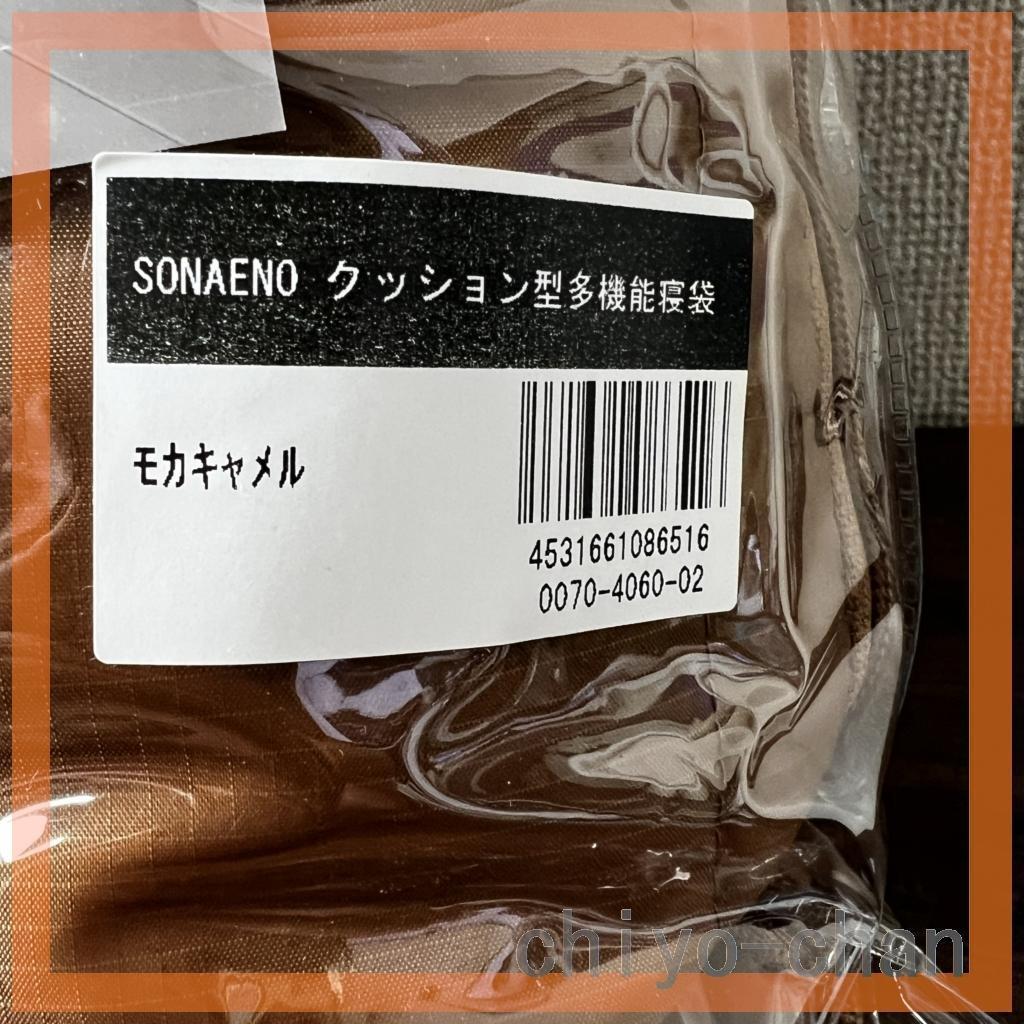 SONAENO クッション型多機能寝袋
モカキャメル
4531661086516
0070-4060-02
chiyo-chan